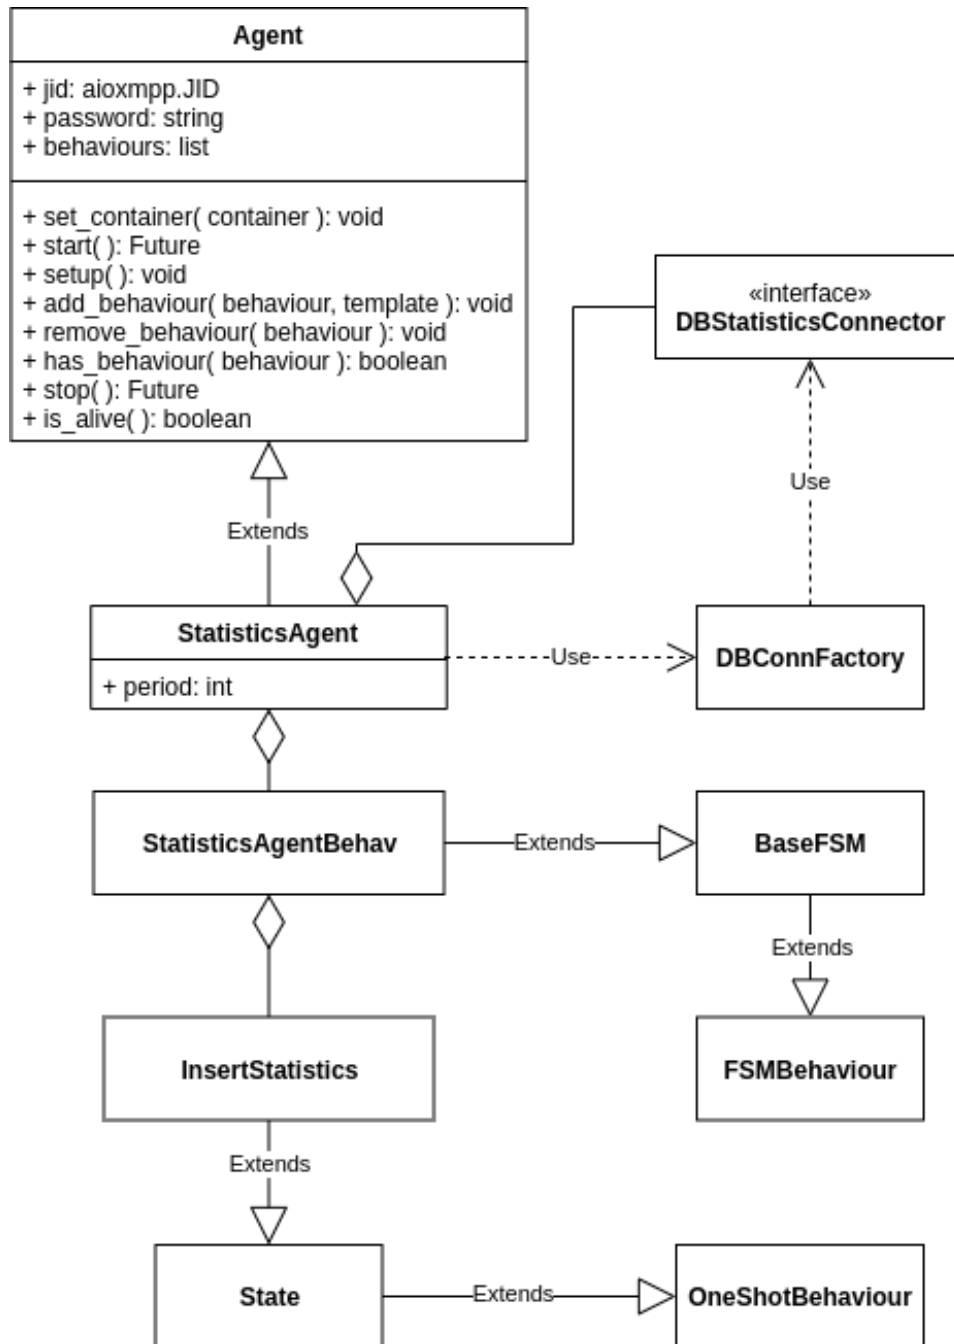 Agent
+ jid: aioxmpp.JID
+ password: string
+ behaviours: list
+ set_container( container ): void
+ start( ): Future
+ setup( ): void
+ add_behaviour( behaviour, template ): void
+ remove_behaviour( behaviour ): void
+ has_behaviour( behaviour ): boolean
+ stop( ): Future
+ is_alive( ): boolean
«interface»
DBStatisticsConnector
Use
Extends
StatisticsAgent
+ period: int
Use
DBConnFactory
StatisticsAgentBehav
Extends
BaseFSM
Extends
InsertStatistics
FSMBehaviour
Extends
State
Extends
OneShotBehaviour